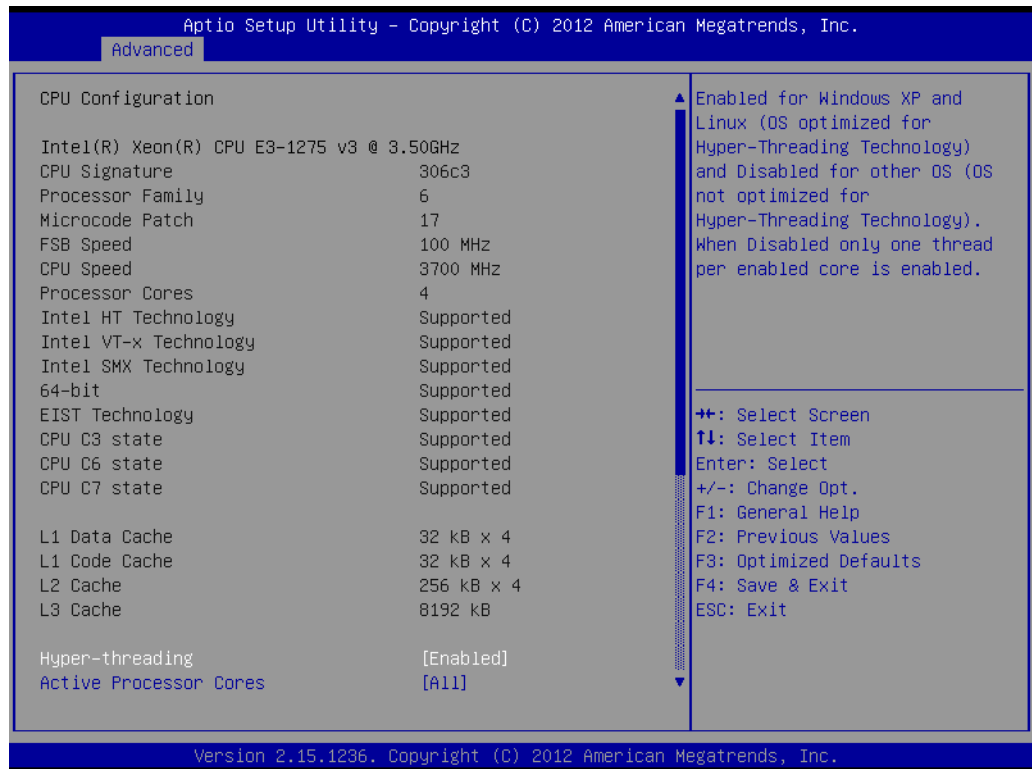 Aptio Setup Utility – Copyright (C) 2012 American Megatrends, Inc.
Advanced
CPU Configuration
Intel(R) Xeon(R) CPU E3-1275 v3 @ 3.50GHz
CPU Signature 306c3
Processor Family 6
Microcode Patch 17
FSB Speed 100 MHz
CPU Speed 3700 MHz
Processor Cores 4
Intel HT Technology Supported
Intel VT-x Technology Supported
Intel SMX Technology Supported
64-bit Supported
EIST Technology Supported
CPU C3 state Supported
CPU C6 state Supported
CPU C7 state Supported
L1 Data Cache 32 kB x 4
L1 Code Cache 32 kB x 4
L2 Cache 256 kB x 4
L3 Cache 8192 kB
Hyper-threading [Enabled]
Active Processor Cores [All]
Enabled for Windows XP and
Linux (OS optimized for
Hyper-Threading Technology)
and Disabled for other OS (OS
not optimized for
Hyper-Threading Technology).
When Disabled only one thread
per enabled core is enabled.
→←: Select Screen
↑↓: Select Item
Enter: Select
+/-: Change Opt.
F1: General Help
F2: Previous Values
F3: Optimized Defaults
F4: Save & Exit
ESC: Exit
Version 2.15.1236. Copyright (C) 2012 American Megatrends, Inc.